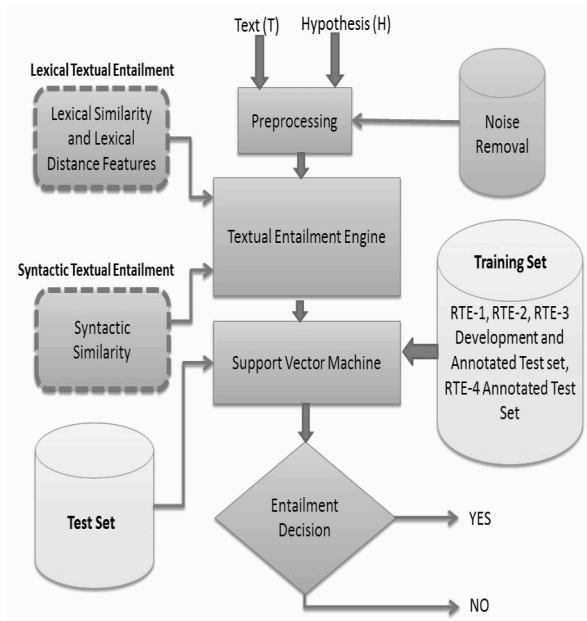 Text (T)
Hypothesis (H)
Lexical Textual Entailment
Lexical Similarity
and Lexical
Distance Features
Preprocessing
Noise
Removal
Textual Entailment Engine
Syntactic Textual Entailment
Syntactic
Similarity
Training Set
RTE-1, RTE-2, RTE-3
Development and
Annotated Test set,
RTE-4 Annotated Test
Set
Support Vector Machine
Test Set
Entailment
Decision
YES
NO